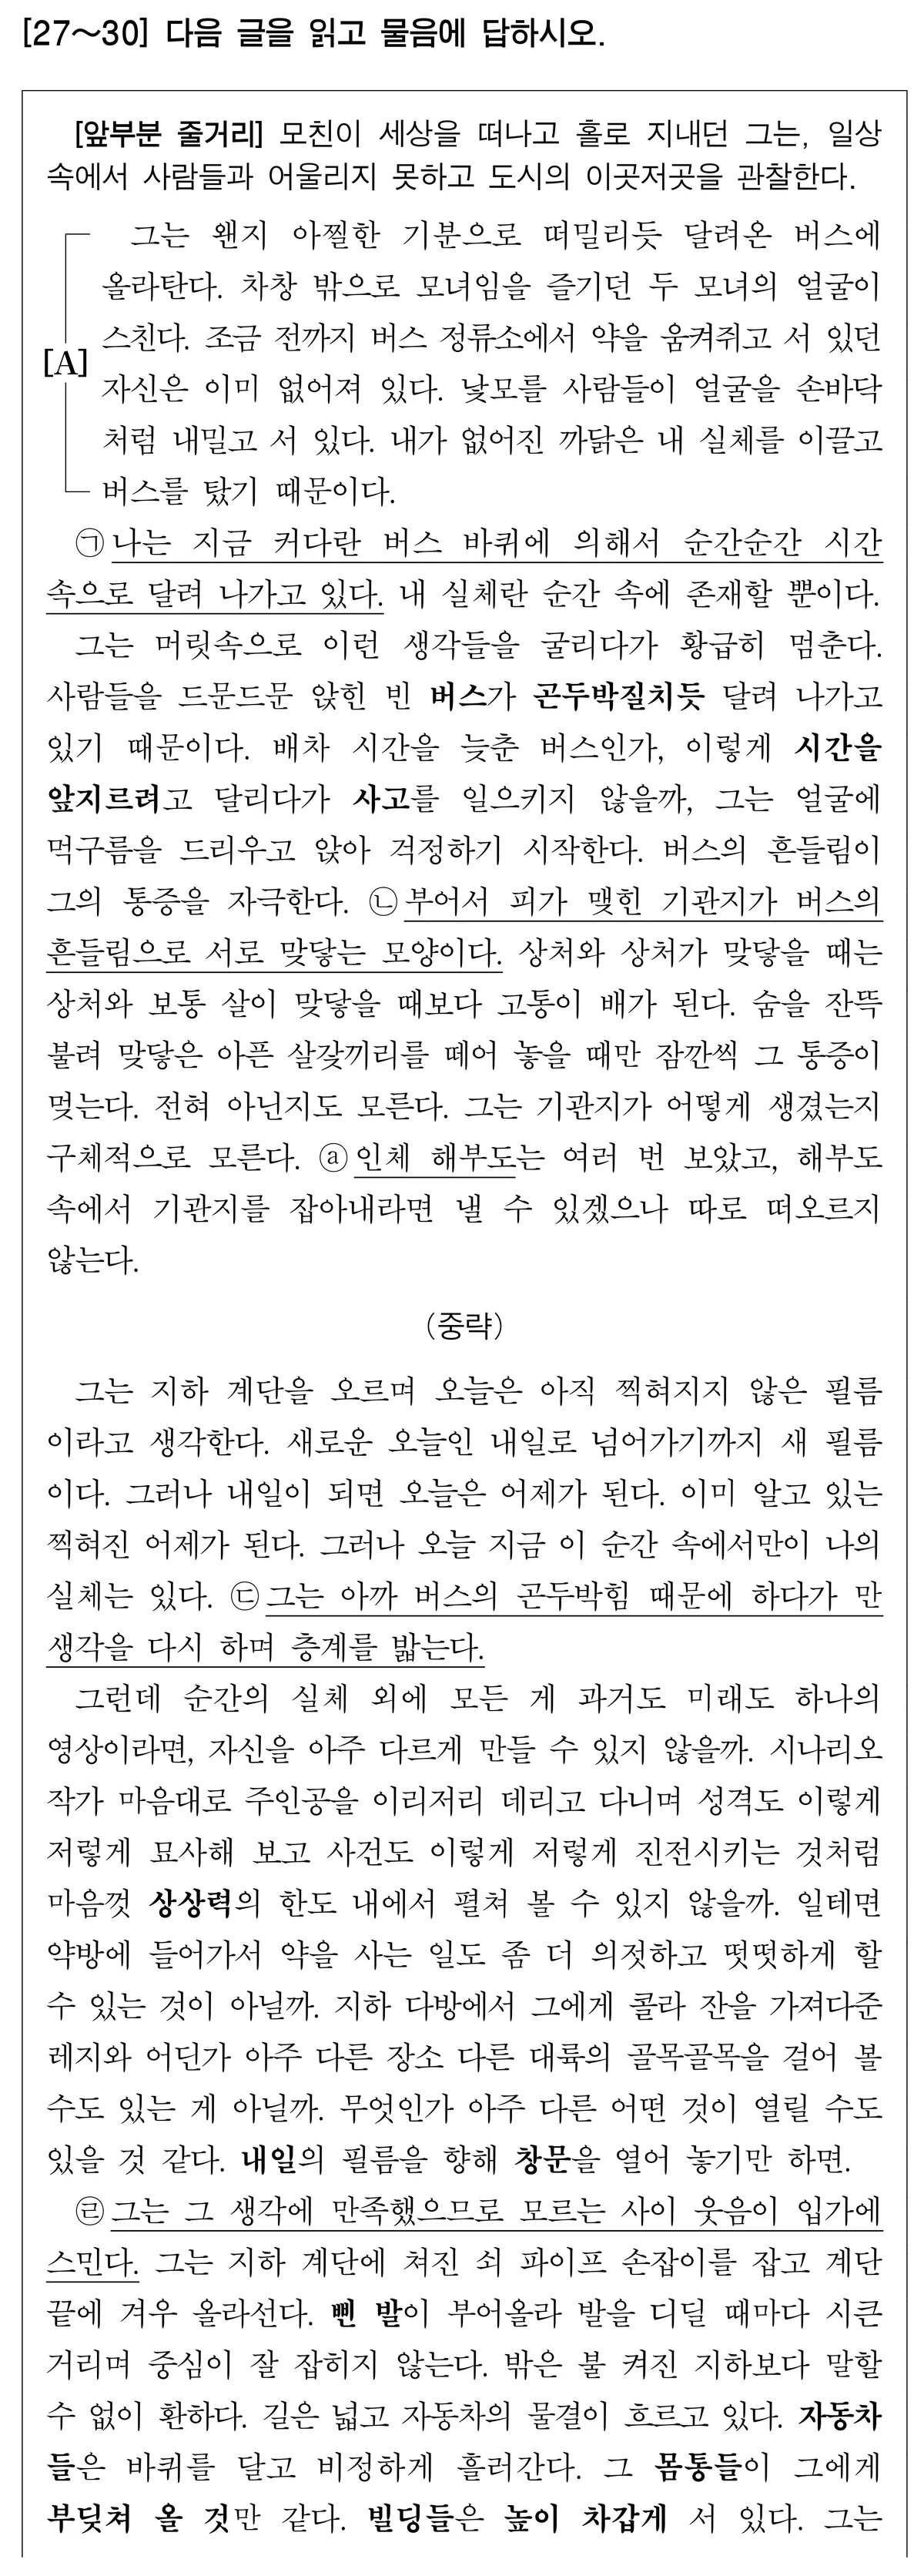 [27～30] 다음 글을 읽고 물음에 답하시오.
[앞부분 줄거리] 모친이 세상을 떠나고 홀로 지내던 그는, 일상
속에서 사람들과 어울리지 못하고 도시의 이곳저곳을 관찰한다.
그는 왠지 아찔한 기분으로 떠밀리듯 달려온 버스에
올라탄다. 차창 밖으로 모녀임을 즐기던 두 모녀의 얼굴이
스친다. 조금 전까지 버스 정류소에서 약을 움켜쥐고 서 있던
[A]
자신은 이미 없어져 있다. 낯모를 사람들이 얼굴을 손바닥
처럼 내밀고 서 있다. 내가 없어진 까닭은 내 실체를 이끌고
버스를 탔기 때문이다.
㉠나는 지금 커다란 버스 바퀴에 의해서 순간순간 시간
속으로 달려 나가고 있다. 내 실체란 순간 속에 존재할 뿐이다.
그는 머릿속으로 이런 생각들을 굴리다가 황급히 멈춘다.
사람들을 드문드문 앉힌 빈 버스가 곤두박질치듯 달려 나가고
있기 때문이다. 배차 시간을 늦춘 버스인가, 이렇게 시간을
앞지르려고 달리다가 사고를 일으키지 않을까, 그는 얼굴에
먹구름을 드리우고 앉아 걱정하기 시작한다. 버스의 흔들림이
그의 통증을 자극한다. ㉡부어서 피가 맺힌 기관지가 버스의
흔들림으로 서로 맞닿는 모양이다. 상처와 상처가 맞닿을 때는
상처와 보통 살이 맞닿을 때보다 고통이 배가 된다. 숨을 잔뜩
불려 맞닿은 아픈 살갗끼리를 떼어 놓을 때만 잠깐씩 그 통증이
멎는다. 전혀 아닌지도 모른다. 그는 기관지가 어떻게 생겼는지
구체적으로 모른다. ⓐ인체 해부도는 여러 번 보았고, 해부도
속에서 기관지를 잡아내라면 낼 수 있겠으나 따로 떠오르지
않는다.
(중략)
그는 지하 계단을 오르며 오늘은 아직 찍혀지지 않은 필름
이라고 생각한다. 새로운 오늘인 내일로 넘어가기까지 새 필름
이다. 그러나 내일이 되면 오늘은 어제가 된다. 이미 알고 있는
찍혀진 어제가 된다. 그러나 오늘 지금 이 순간 속에서만이 나의
실체는 있다. ㉢그는 아까 버스의 곤두박힘 때문에 하다가 만
생각을 다시 하며 층계를 밟는다.
그런데 순간의 실체 외에 모든 게 과거도 미래도 하나의
영상이라면, 자신을 아주 다르게 만들 수 있지 않을까. 시나리오
작가 마음대로 주인공을 이리저리 데리고 다니며 성격도 이렇게
저렇게 묘사해 보고 사건도 이렇게 저렇게 진전시키는 것처럼
마음껏 상상력의 한도 내에서 펼쳐 볼 수 있지 않을까. 일테면
약방에 들어가서 약을 사는 일도 좀 더 의젓하고 떳떳하게 할
수 있는 것이 아닐까. 지하 다방에서 그에게 콜라 잔을 가져다준
레지와 어딘가 아주 다른 장소 다른 대륙의 골목골목을 걸어 볼
수도 있는 게 아닐까. 무엇인가 아주 다른 어떤 것이 열릴 수도
있을 것 같다. 내일의 필름을 향해 창문을 열어 놓기만 하면.
㉣그는 그 생각에 만족했으므로 모르는 사이 웃음이 입가에
스민다. 그는 지하 계단에 쳐진 쇠 파이프 손잡이를 잡고 계단
끝에 겨우 올라선다. 삔 발이 부어올라 발을 디딜 때마다 시큰
거리며 중심이 잘 잡히지 않는다. 밖은 불 켜진 지하보다 말할
수 없이 환하다. 길은 넓고 자동차의 물결이 흐르고 있다. 자동차
들은 바퀴를 달고 비정하게 흘러간다. 그 몸통들이 그에게
부딪쳐 올 것만 같다. 빌딩들은 높이 차갑게 서 있다. 그는